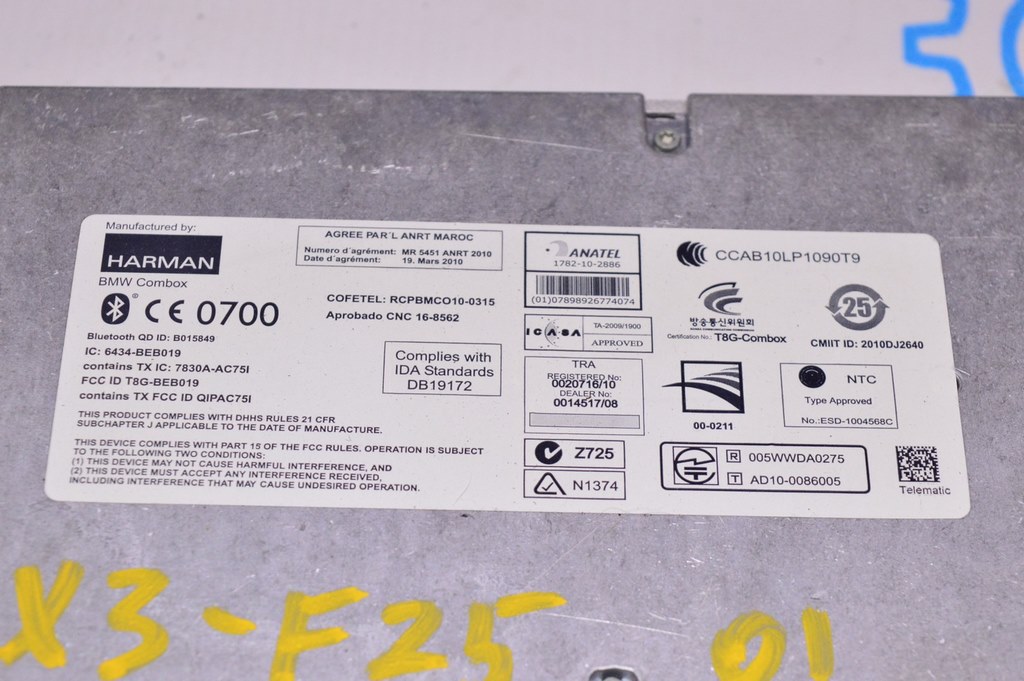 Manufactured by:
HARMAN
BMW Combox
CE 0700
Bluetooth QD ID: B015849
IC: 6434-BEB019
contains TX IC: 7830A-AC75I
FCC ID T8G-BEB019
contains TX FCC ID QIPAC75I
THIS PRODUCT COMPLIES WITH DHHS RULES 21 CFR
SUBCHAPTER J APPLICABLE TO THE DATE OF MANUFACTURE.
THIS DEVICE COMPLIES WITH PART 15 OF THE FCC RULES. OPERATION IS SUBJECT
TO THE FOLLOWING TWO CONDITIONS:
(1) THIS DEVICE MAY NOT CAUSE HARMFUL INTERFERENCE, AND
(2) THIS DEVICE MUST ACCEPT ANY INTERFERENCE RECEIVED,
INCLUDING INTERFERENCE THAT MAY CAUSE UNDESIRED OPERATION.
AGREE PAR'L ANRT MAROC
Numero d'agrément: MR 5451 ANRT 2010
Date d'agrément: 19. Mars 2010
COFETEL: RCPBMCO10-0315
Aprobado CNC 16-8562
Complies with
IDA Standards
DB19172
ANATEL
1782-10-2886
(01)07898926774074
ICASA
TA-2009/1900
APPROVED
TRA
REGISTERED No:
0020716/10
DEALER No:
0014517/08
Z725
N1374
CCAB10LP1090T9
방송통신위원회
Certification No.: T8G-Combox
25
CMIIT ID: 2010DJ2640
00-0211
NTC
Type Approved
No.:ESD-1004568C
R 005WWDA0275
T AD10-0086005
Telematic
X3-F25 01